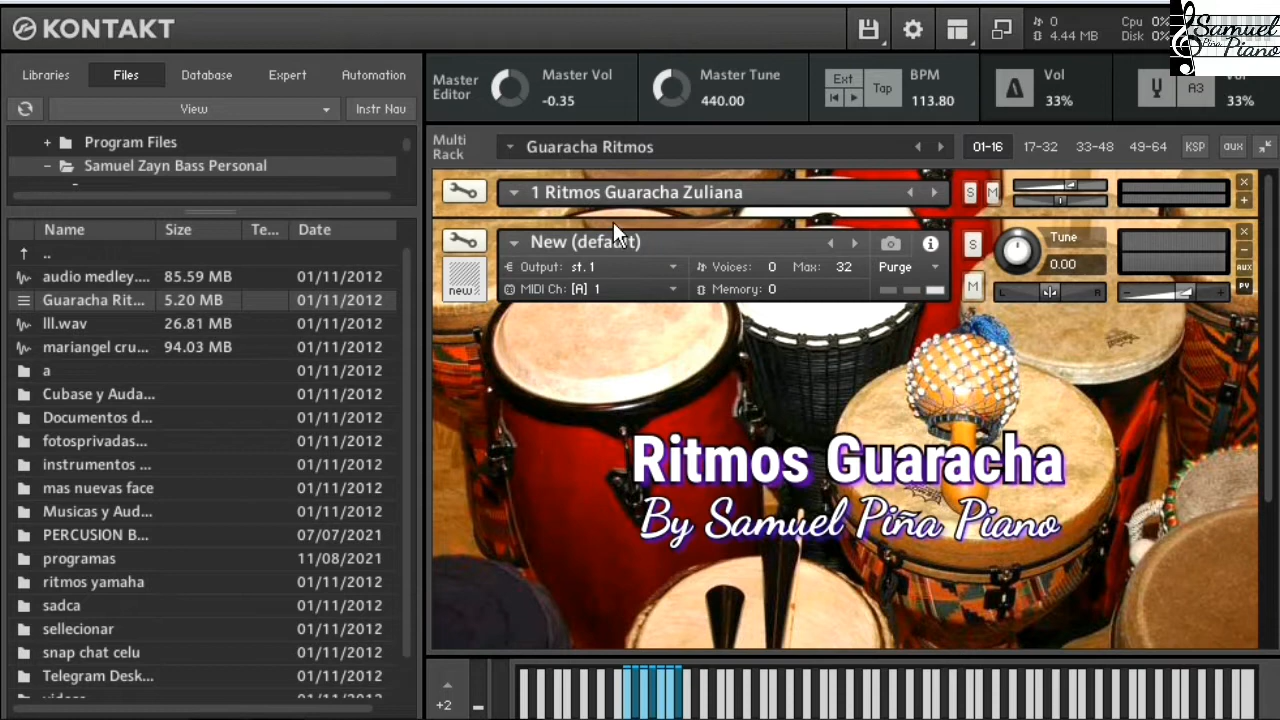 KONTAKT
0
4.44 MB
Cpu 0%
Disk 0%
Samuel
Piña
Piano
Libraries
Files
Database
Expert
Automation
View
Instr Nav
+ Program Files
- Samuel Zayn Bass Personal
Name Size Te... Date
..
audio medley.... 85.59 MB 01/11/2012
Guaracha Rit... 5.20 MB 01/11/2012
lll.wav 26.81 MB 01/11/2012
mariangel cru... 94.03 MB 01/11/2012
a 01/11/2012
Cubase y Auda... 01/11/2012
Documentos d... 01/11/2012
fotosprivadas... 01/11/2012
instrumentos ... 01/11/2012
mas nuevas face 01/11/2012
Musicas y Aud... 01/11/2012
PERCUSION B... 07/07/2021
programas 11/08/2021
ritmos yamaha 01/11/2012
sadca 01/11/2012
sellecionar 01/11/2012
snap chat celu 01/11/2012
Telegram Desk... 01/11/2012
Master
Editor
Master Vol
-0.35
Master Tune
440.00
Ext
Tap
BPM
113.80
Vol
33%
A3
Vol
33%
Multi
Rack
Guaracha Ritmos
01-16 17-32 33-48 49-64 KSP aux
1 Ritmos Guaracha Zuliana
S M
New (default)
new..
Output: st.1
Voices: 0 Max: 32
Purge
MIDI Ch: [A] 1
Memory: 0
S
M
Tune
0.00
L R
- +
AUX
PV
Ritmos Guaracha
By Samuel Piña Piano
+2